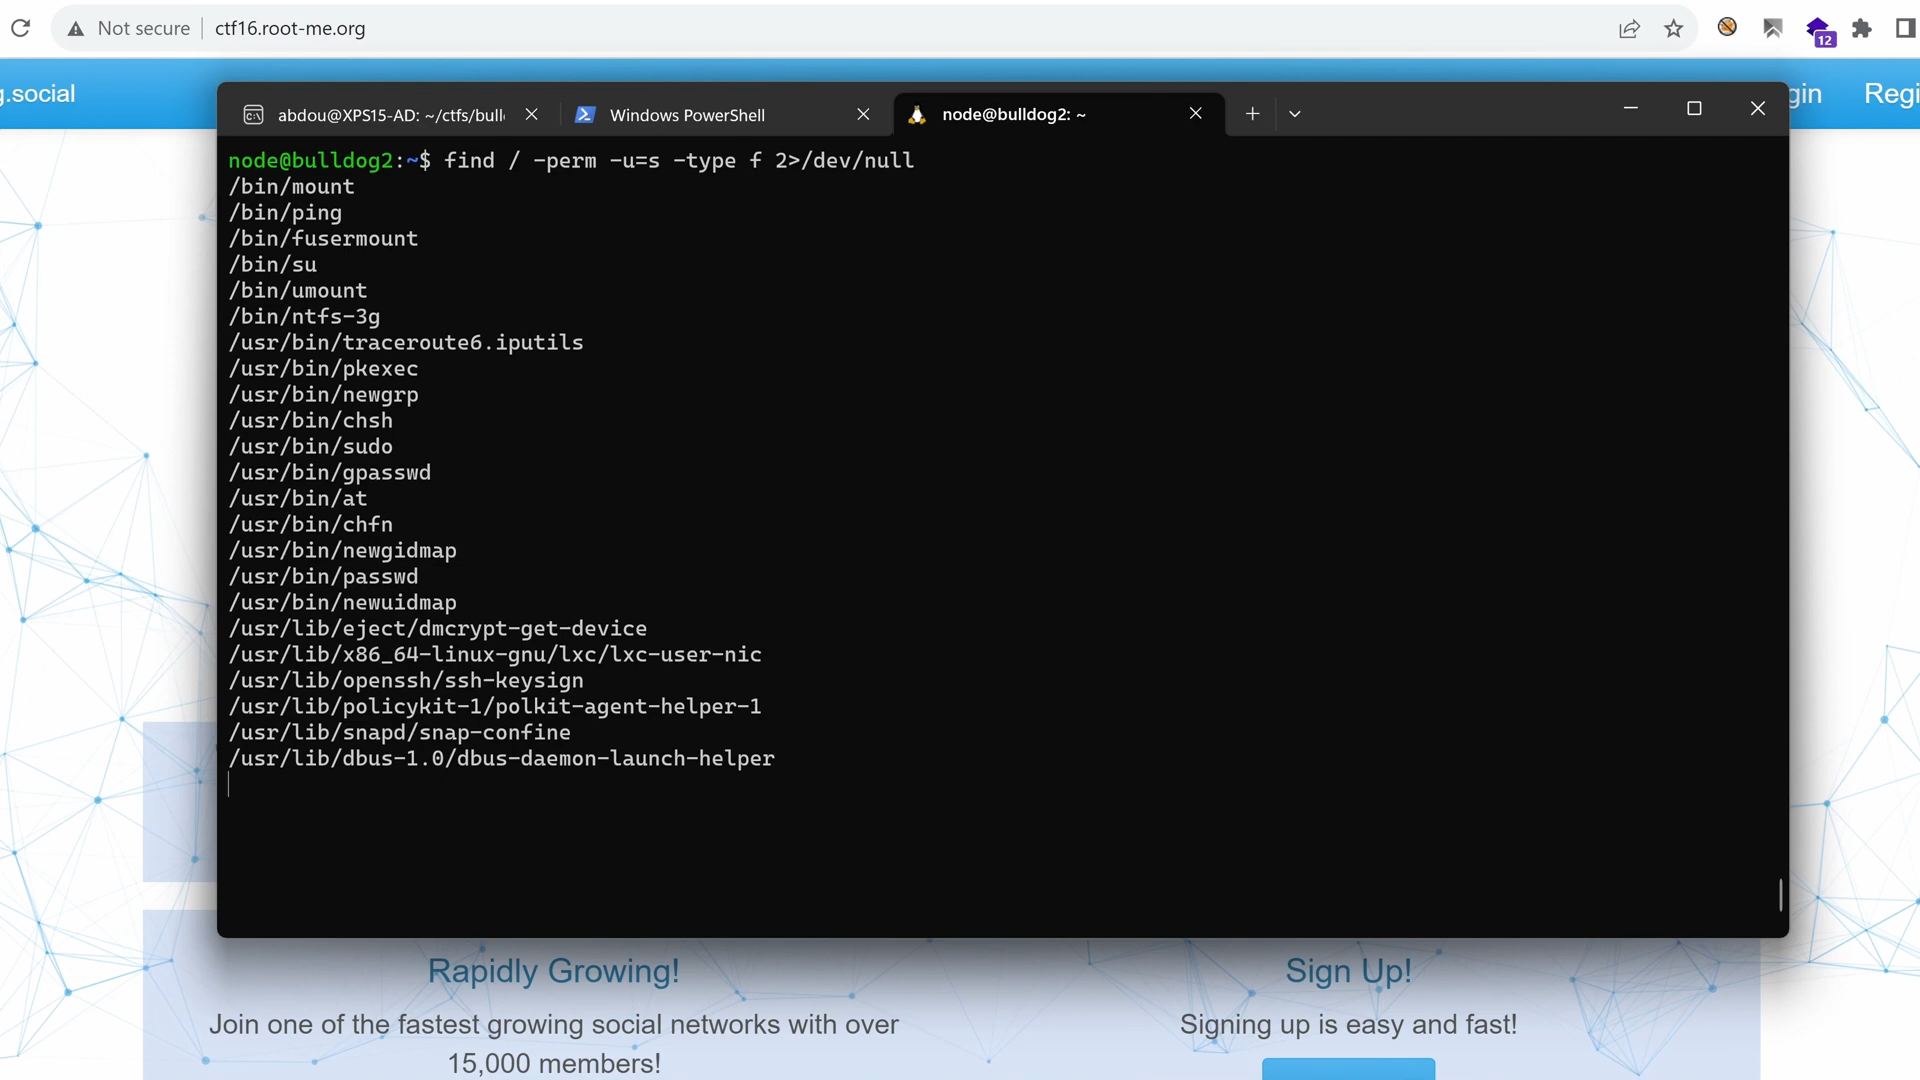 Not secure
ctf16.root-me.org
12
g.social
gin
Regi
abdou@XPS15-AD: ~/ctfs/bull
Windows PowerShell
node@bulldog2: ~
node@bulldog2:~$ find / -perm -u=s -type f 2>/dev/null
/bin/mount
/bin/ping
/bin/fusermount
/bin/su
/bin/umount
/bin/ntfs-3g
/usr/bin/traceroute6.iputils
/usr/bin/pkexec
/usr/bin/newgrp
/usr/bin/chsh
/usr/bin/sudo
/usr/bin/gpasswd
/usr/bin/at
/usr/bin/chfn
/usr/bin/newgidmap
/usr/bin/passwd
/usr/bin/newuidmap
/usr/lib/eject/dmcrypt-get-device
/usr/lib/x86_64-linux-gnu/lxc/lxc-user-nic
/usr/lib/openssh/ssh-keysign
/usr/lib/policykit-1/polkit-agent-helper-1
/usr/lib/snapd/snap-confine
/usr/lib/dbus-1.0/dbus-daemon-launch-helper
Rapidly Growing!
Join one of the fastest growing social networks with over
15,000 members!
Sign Up!
Signing up is easy and fast!